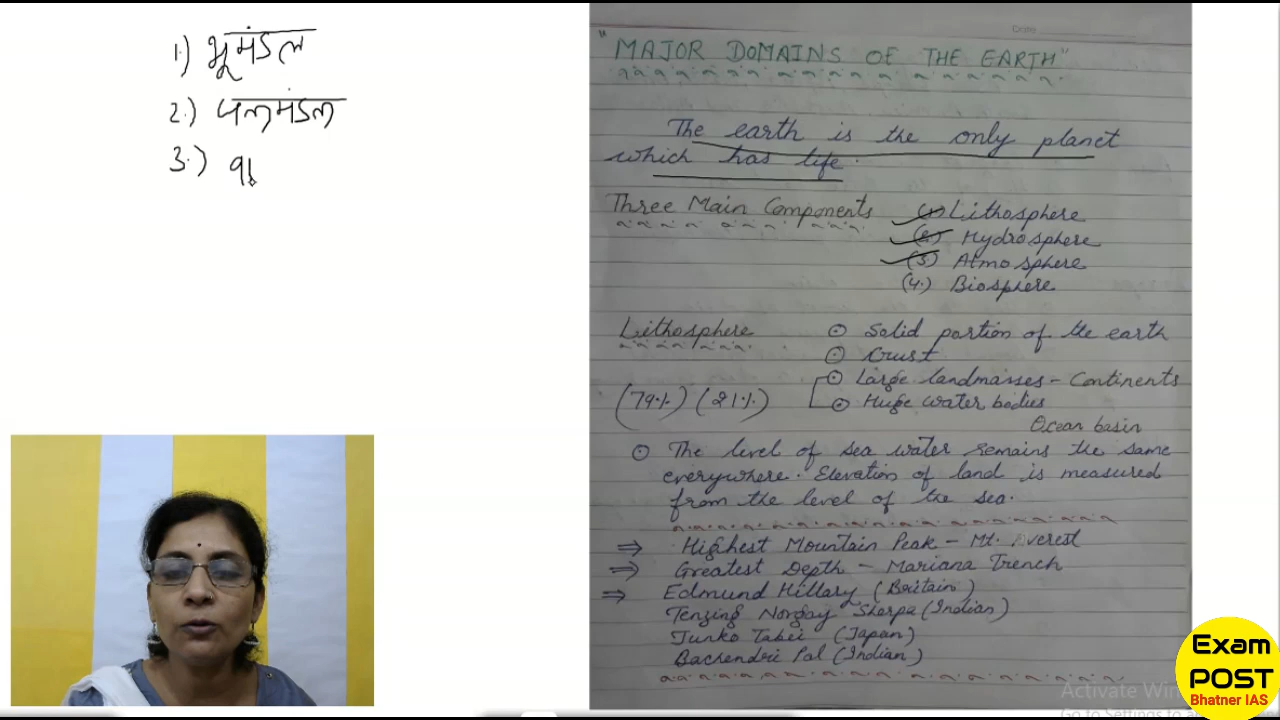 1.) भूमंडल
2.) जलमंडल
3.)
"MAJOR DOMAINS OF THE EARTH"
The earth is the only planet
which has life.
Three Main Components
(1.) Lithosphere
(2.) Hydrosphere
(3.) Atmosphere
(4.) Biosphere
Lithosphere
⊙ Solid portion of the earth
⊙ Crust
⊙ Large landmasses - Continents
(79%) (21%)
⊙ Huge water bodies
Ocean basin
⊙ The level of sea water remains the same
everywhere. Elevation of land is measured
from the level of the sea.
⇒ Highest Mountain Peak - Mt. Everest
⇒ Greatest Depth - Mariana Trench
⇒ Edmund Hillary (Britain)
Tenzing Norgay Sherpa (Indian)
Junko Tabei (Japan)
Bachendri Pal (Indian)
Exam
POST
Bhatner IAS